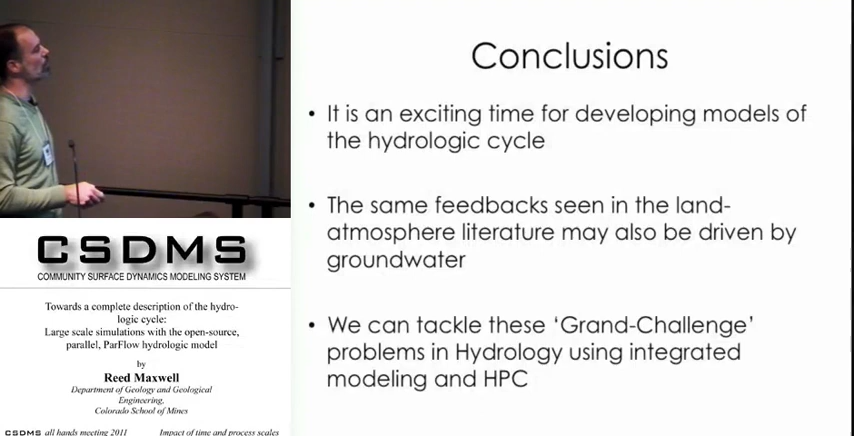 Conclusions
• It is an exciting time for developing models of
the hydrologic cycle
• The same feedbacks seen in the land-
atmosphere literature may also be driven by
groundwater
• We can tackle these ‘Grand-Challenge’
problems in Hydrology using integrated
modeling and HPC
CSDMS
COMMUNITY SURFACE DYNAMICS MODELING SYSTEM
Towards a complete description of the hydro-
logic cycle:
Large scale simulations with the open-source,
parallel, ParFlow hydrologic model
by
Reed Maxwell
Department of Geology and Geological
Engineering,
Colorado School of Mines
CSDMS all hands meeting 2011 Impact of time and process scales